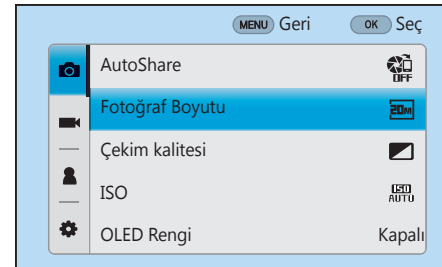 MENU Geri OK Seç
AutoShare OFF
Fotoğraf Boyutu 20M
Çekim kalitesi
ISO ISO AUTO
OLED Rengi Kapalı